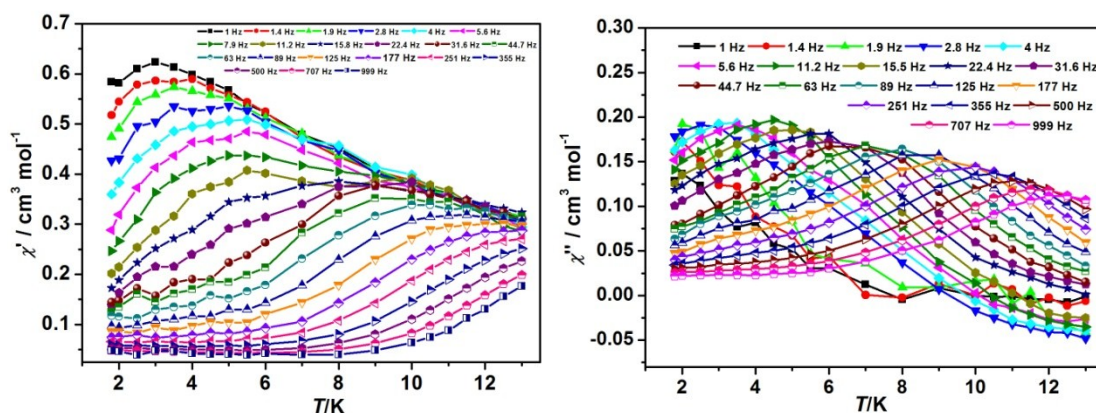 0.7
0.6
0.5
0.4
0.3
0.2
0.1
χ' / cm³ mol⁻¹
1 Hz 1.4 Hz 1.9 Hz 2.8 Hz 4 Hz 5.6 Hz
7.9 Hz 11.2 Hz 15.8 Hz 22.4 Hz 31.6 Hz 44.7 Hz
63 Hz 89 Hz 125 Hz 177 Hz 251 Hz 355 Hz
500 Hz 707 Hz 999 Hz
2 4 6 8 10 12
T/K
0.30
0.25
0.20
0.15
0.10
0.05
0.00
-0.05
χ'' / cm³ mol⁻¹
1 Hz 1.4 Hz 1.9 Hz 2.8 Hz 4 Hz
5.6 Hz 11.2 Hz 15.5 Hz 22.4 Hz 31.6 Hz
44.7 Hz 63 Hz 89 Hz 125 Hz 177 Hz
251 Hz 355 Hz 500 Hz
707 Hz 999 Hz
2 4 6 8 10 12
T/K